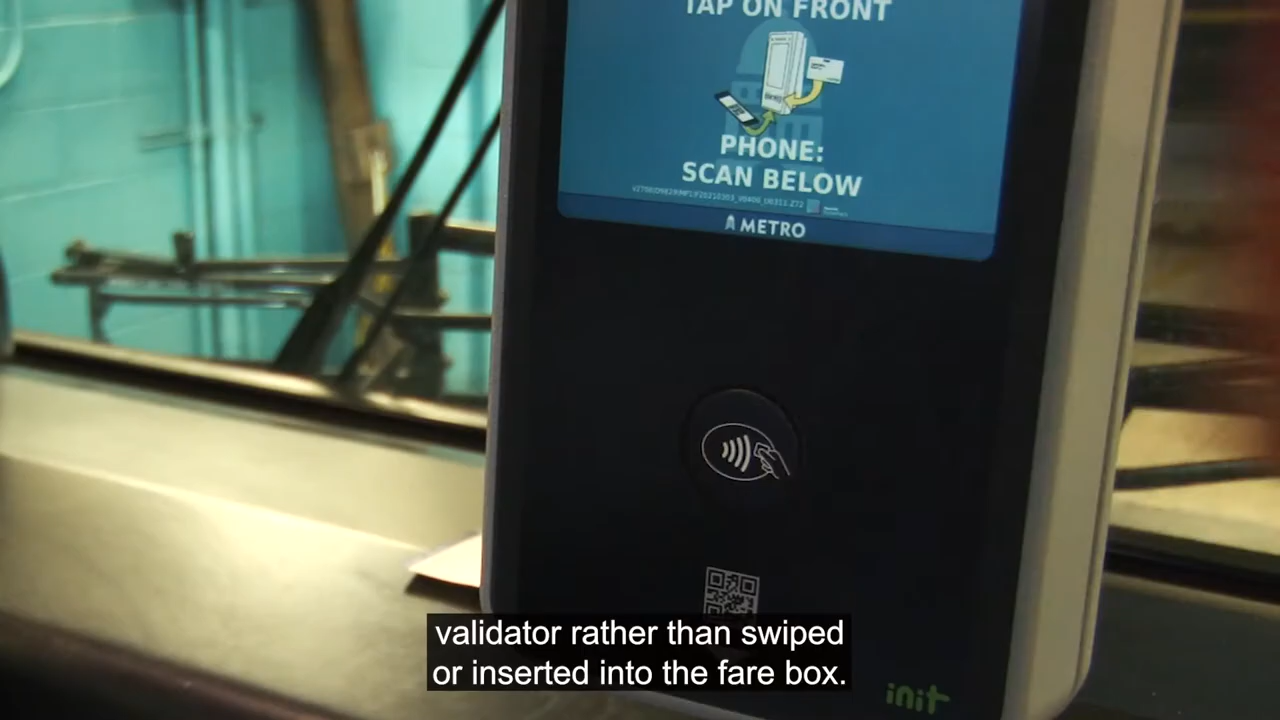 TAP ON FRONT
PHONE:
SCAN BELOW
METRO
validator rather than swiped
or inserted into the fare box.
init